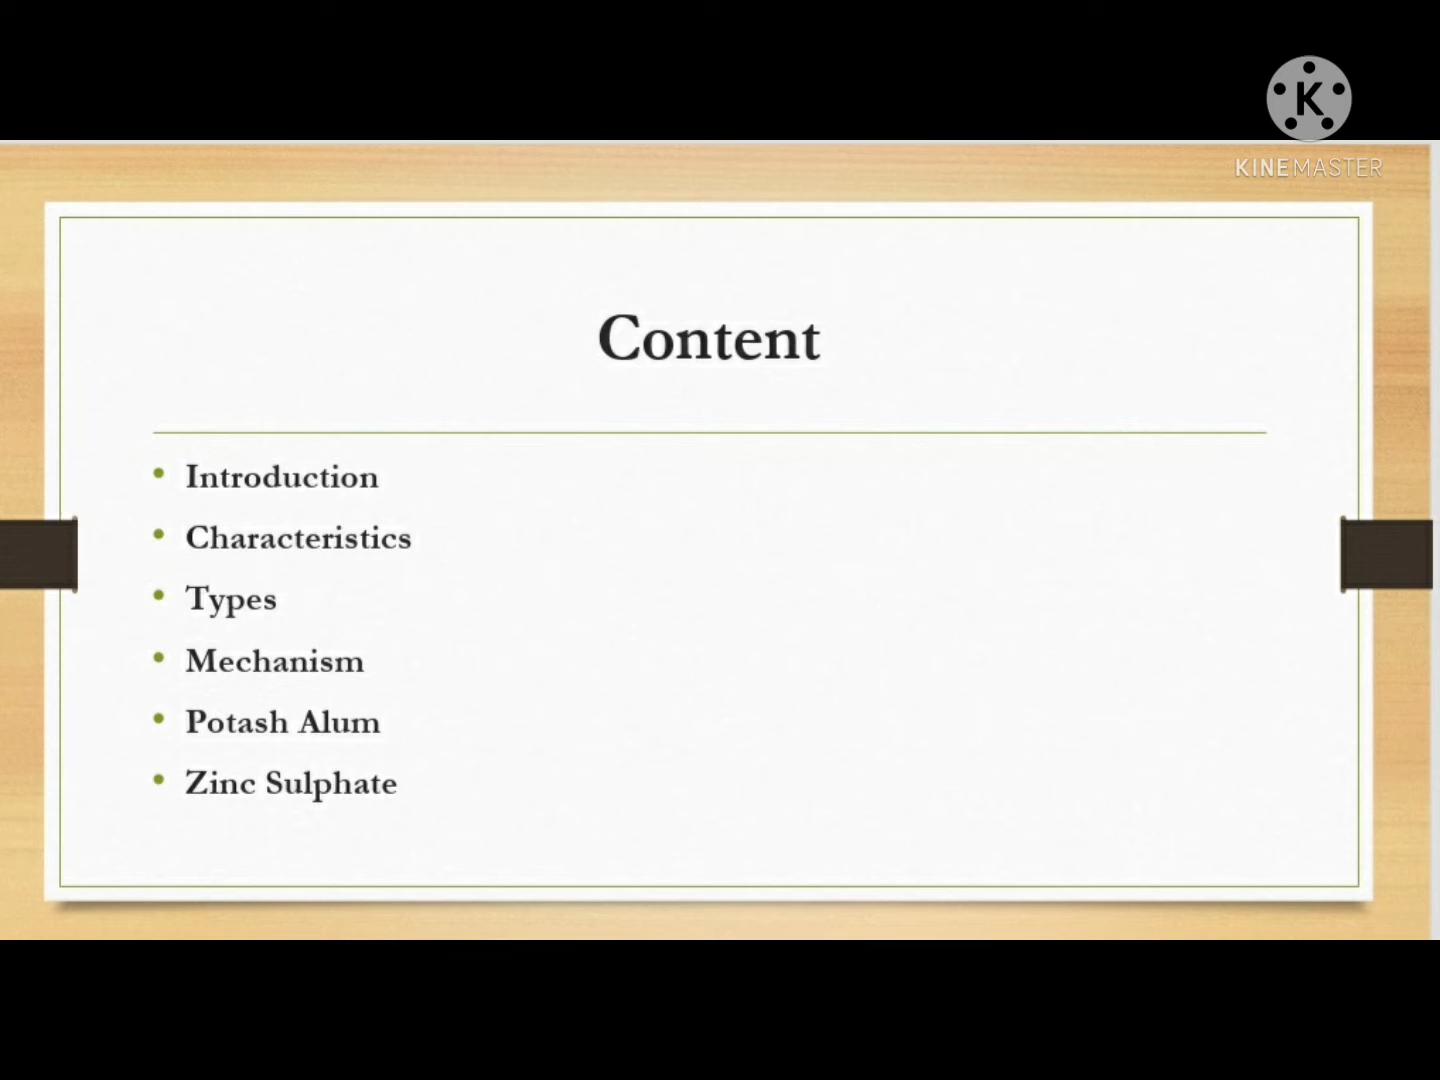 K
KINEMASTER
Content
• Introduction
• Characteristics
• Types
• Mechanism
• Potash Alum
• Zinc Sulphate